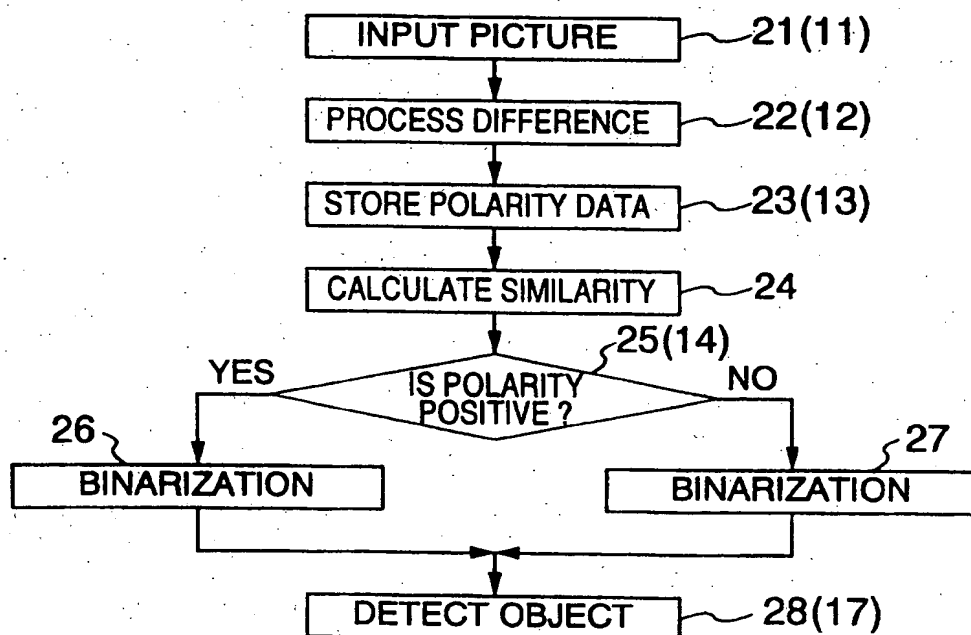 INPUT PICTURE 21(11)
PROCESS DIFFERENCE 22(12)
STORE POLARITY DATA 23(13)
CALCULATE SIMILARITY 24
25(14)
YES IS POLARITY NO
POSITIVE ?
26 27
BINARIZATION BINARIZATION
DETECT OBJECT 28(17)